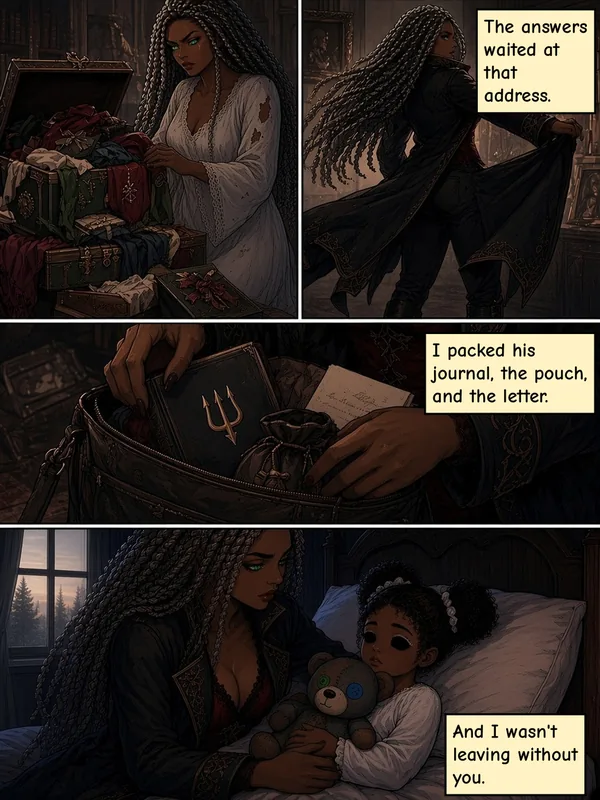 The answers
waited at
that
address.
I packed his
journal, the pouch,
and the letter.
And I wasn't
leaving without
you.